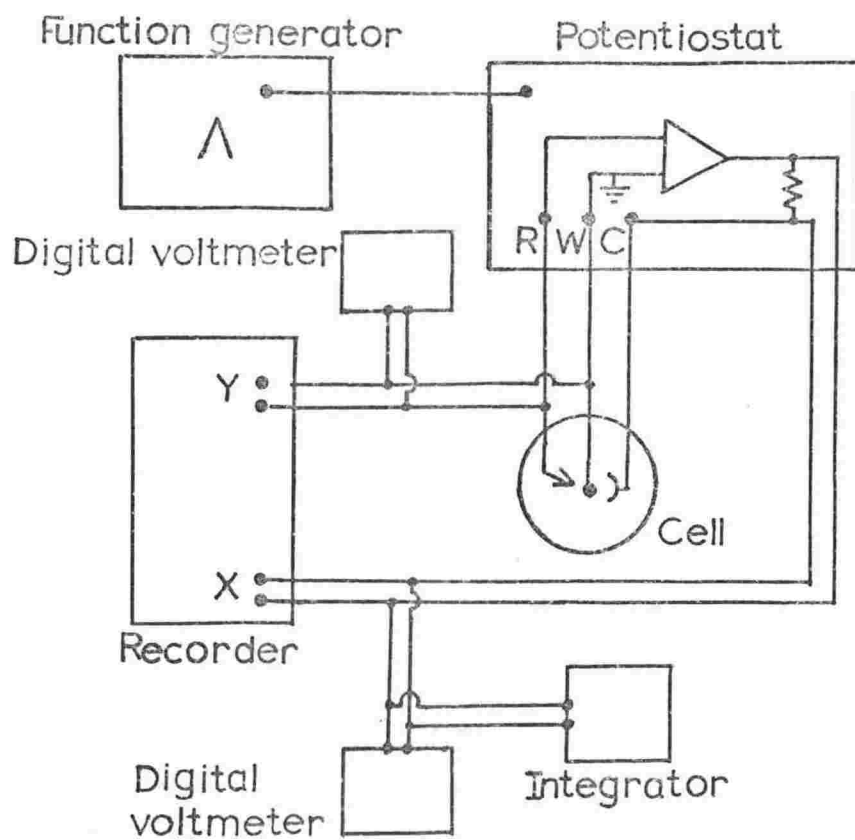 Function generator
Potentiostat
R W C
Digital voltmeter
Y
Cell
X
Recorder
Digital
voltmeter
Integrator